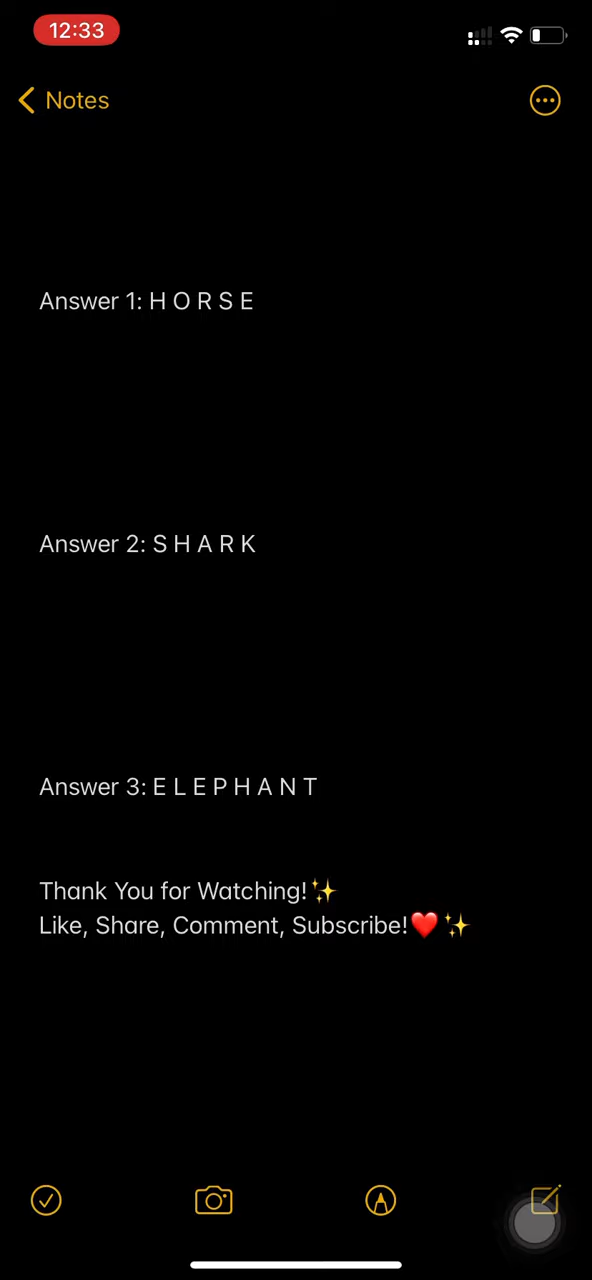 12:33
Notes
Answer 1: H O R S E
Answer 2: S H A R K
Answer 3: E L E P H A N T
Thank You for Watching!✨
Like, Share, Comment, Subscribe!❤️✨